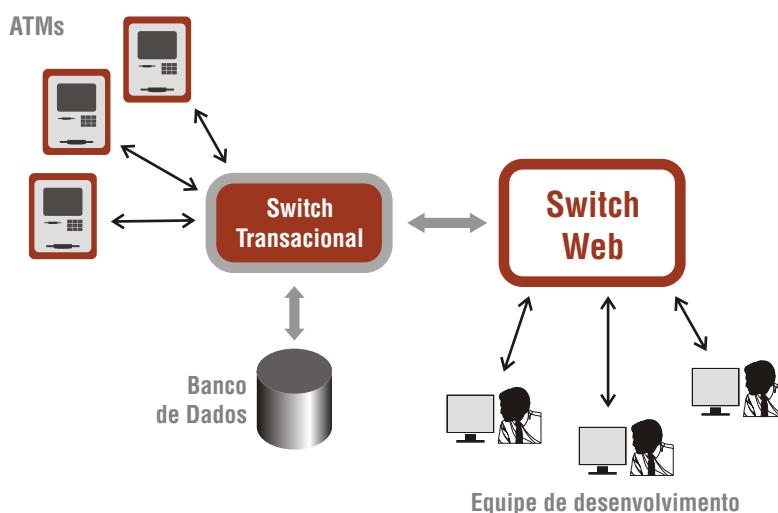 ATMs
Switch
Transacional
Switch
Web
Banco
de Dados
Equipe de desenvolvimento